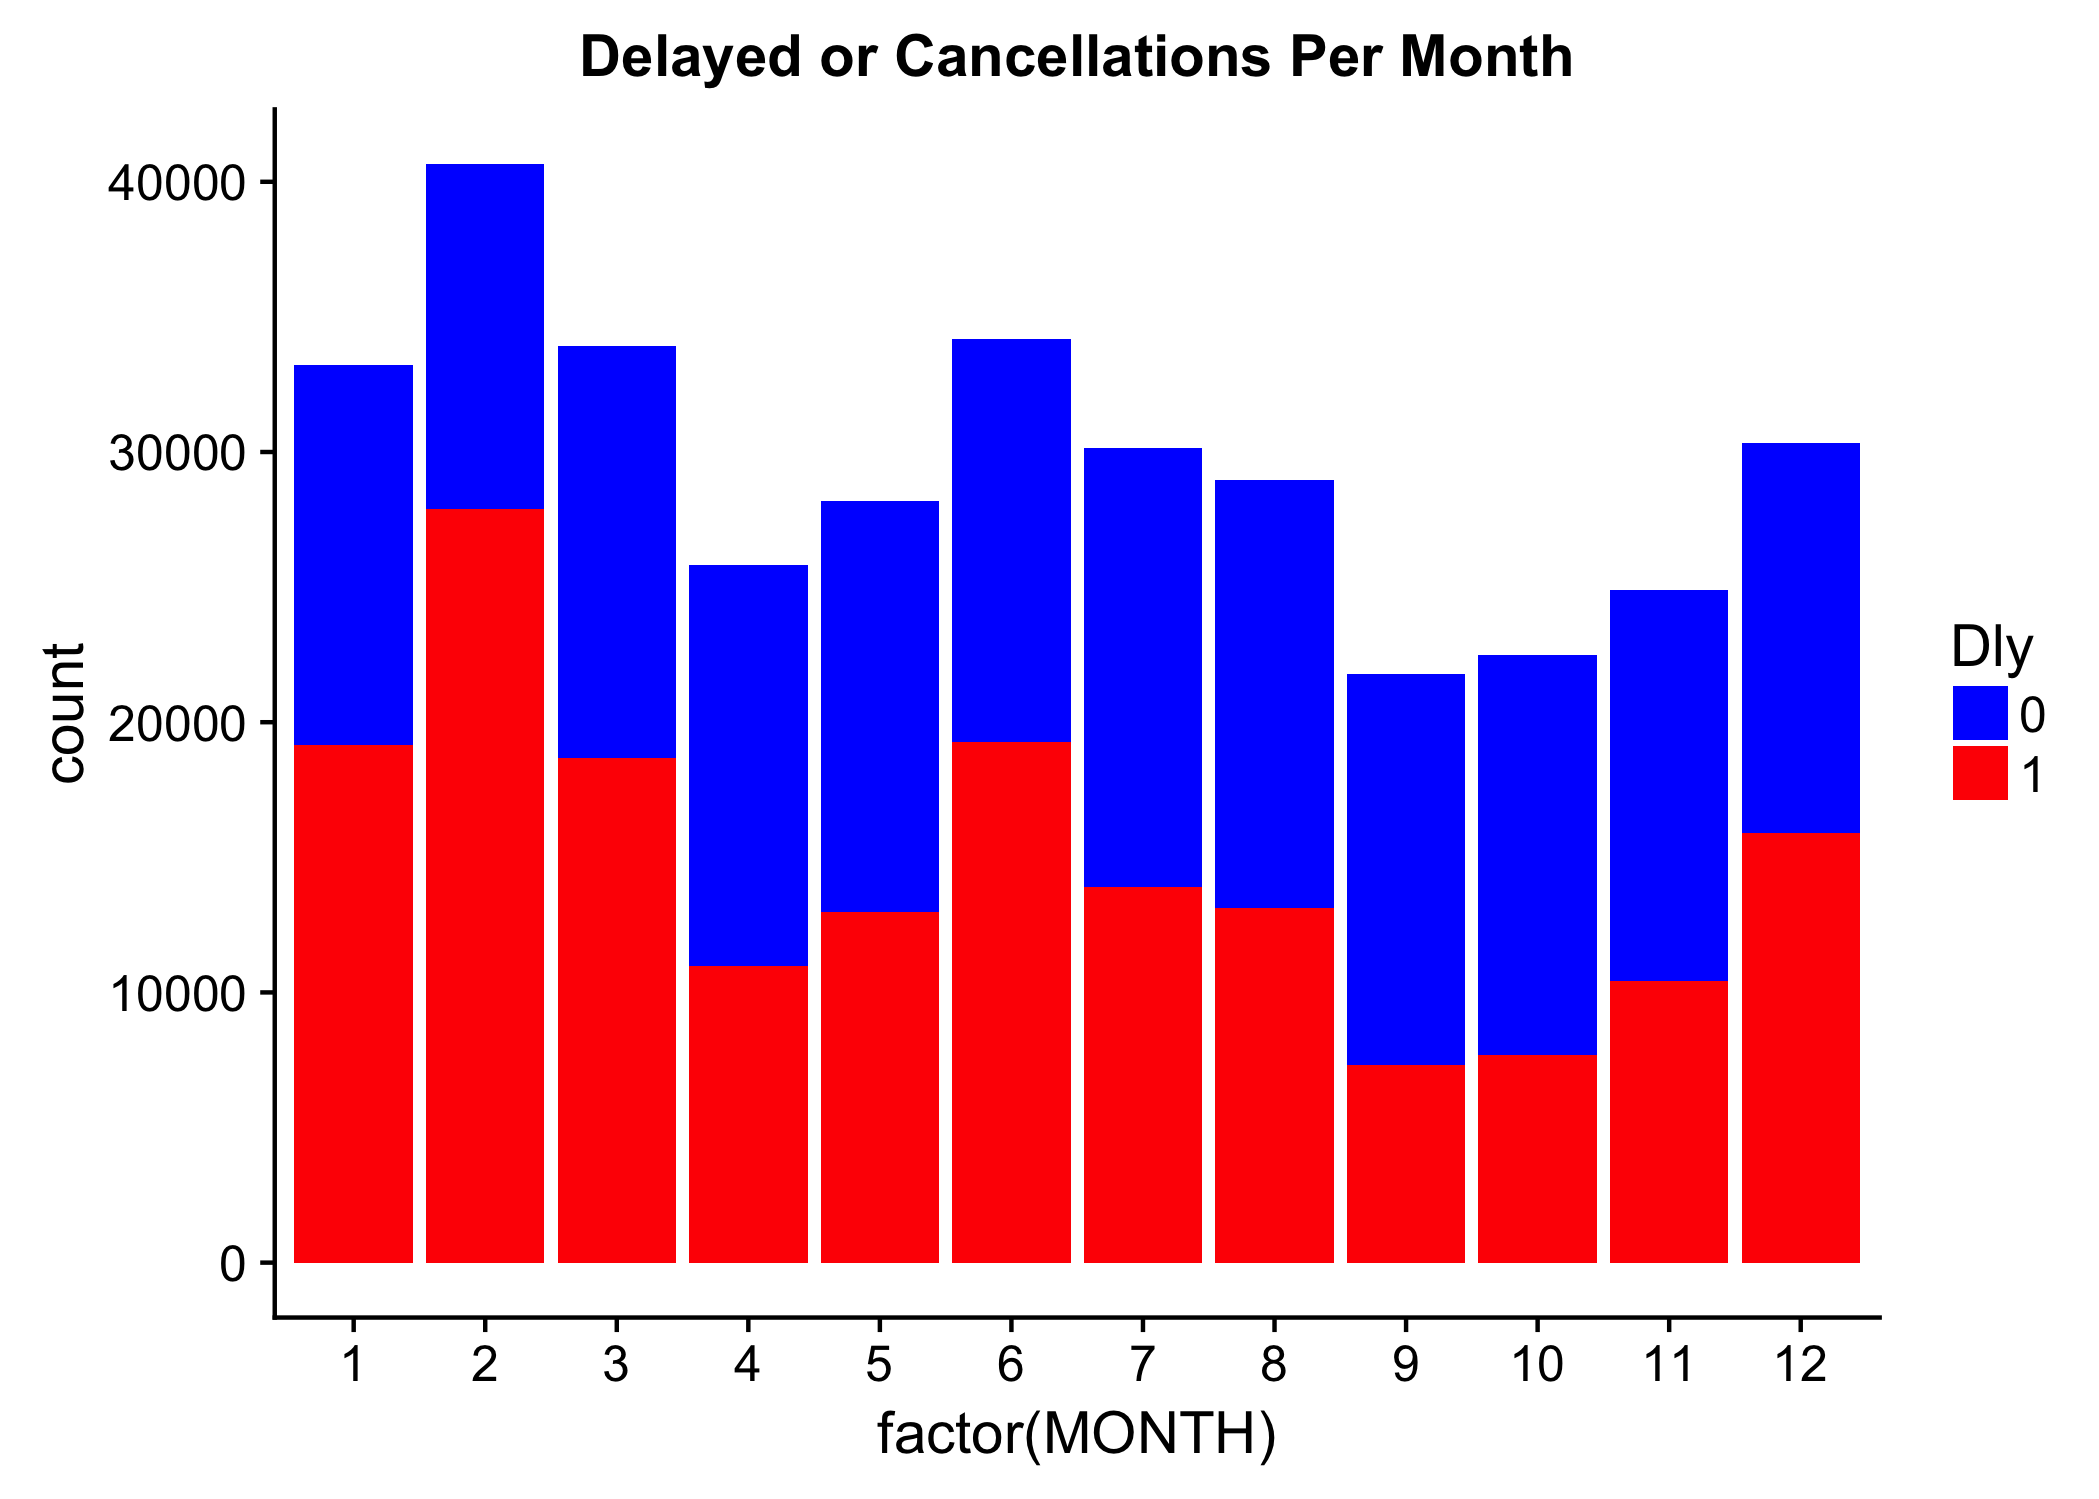 Delayed or Cancellations Per Month
40000
30000
20000
10000
0
count
1 2 3 4 5 6 7 8 9 10 11 12
factor(MONTH)
Dly
0
1